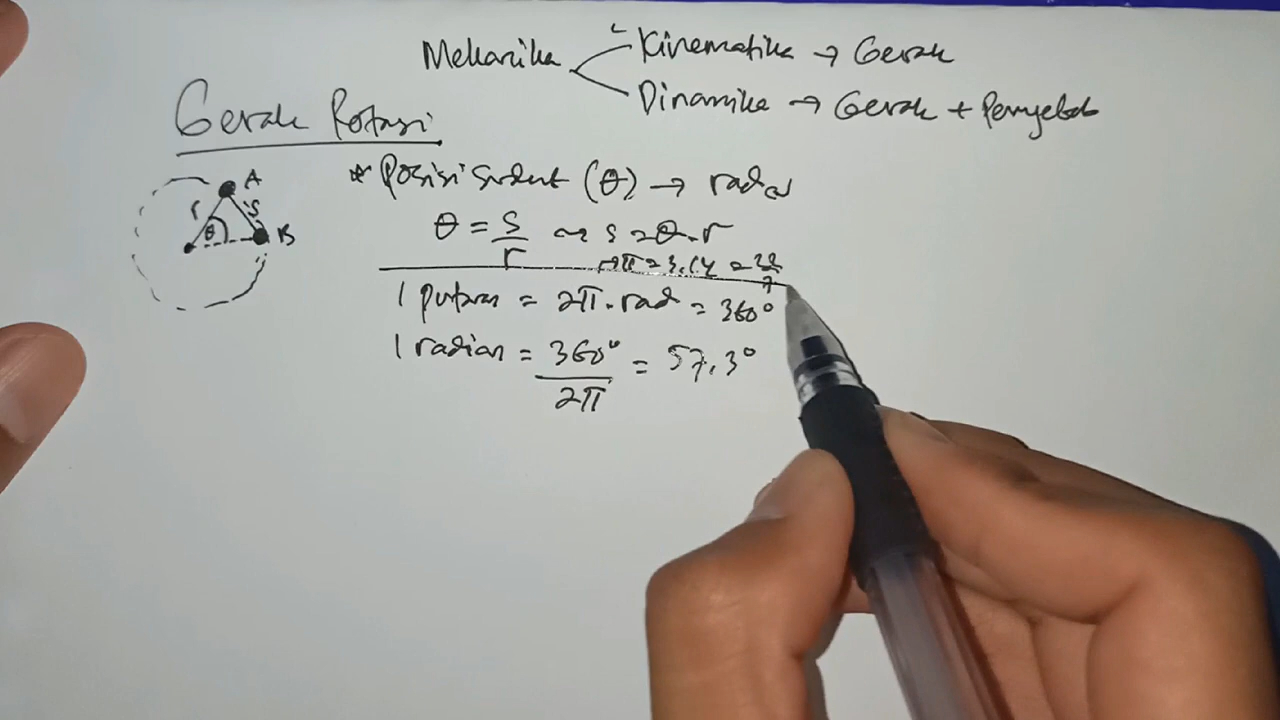 Mekanika
Kinematika → Gerak
Dinamika → Gerak + Penyebab
Gerak Rotasi
A
r
s
θ
B
* Posisi sudut (θ) → radian
θ = s/r ~ s = θ.r
→ π = 3,14 = 22/7
1 putaran = 2π.rad = 360°
1 radian = 360°/2π = 57,3°